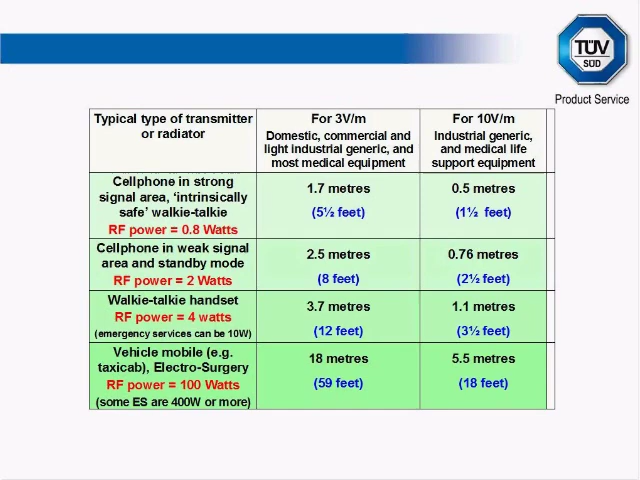 TÜV
SÜD
Product Service
Typical type of transmitter
or radiator
For 3V/m
Domestic, commercial and
light industrial generic, and
most medical equipment
For 10V/m
Industrial generic,
and medical life
support equipment
Cellphone in strong
signal area, ‘intrinsically
safe’ walkie-talkie
RF power = 0.8 Watts
1.7 metres
(5½ feet)
0.5 metres
(1½ feet)
Cellphone in weak signal
area and standby mode
RF power = 2 Watts
2.5 metres
(8 feet)
0.76 metres
(2½ feet)
Walkie-talkie handset
RF power = 4 watts
(emergency services can be 10W)
3.7 metres
(12 feet)
1.1 metres
(3½ feet)
Vehicle mobile (e.g.
taxicab), Electro-Surgery
RF power = 100 Watts
(some ES are 400W or more)
18 metres
(59 feet)
5.5 metres
(18 feet)